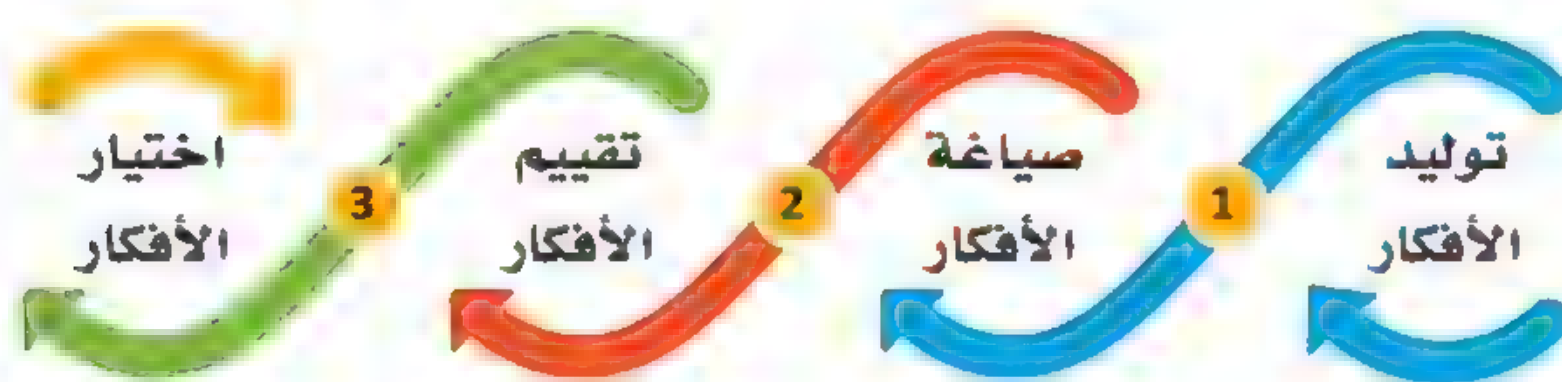 توليد
الأفكار
1
صياغة
الأفكار
2
تقييم
الأفكار
3
اختيار
الأفكار